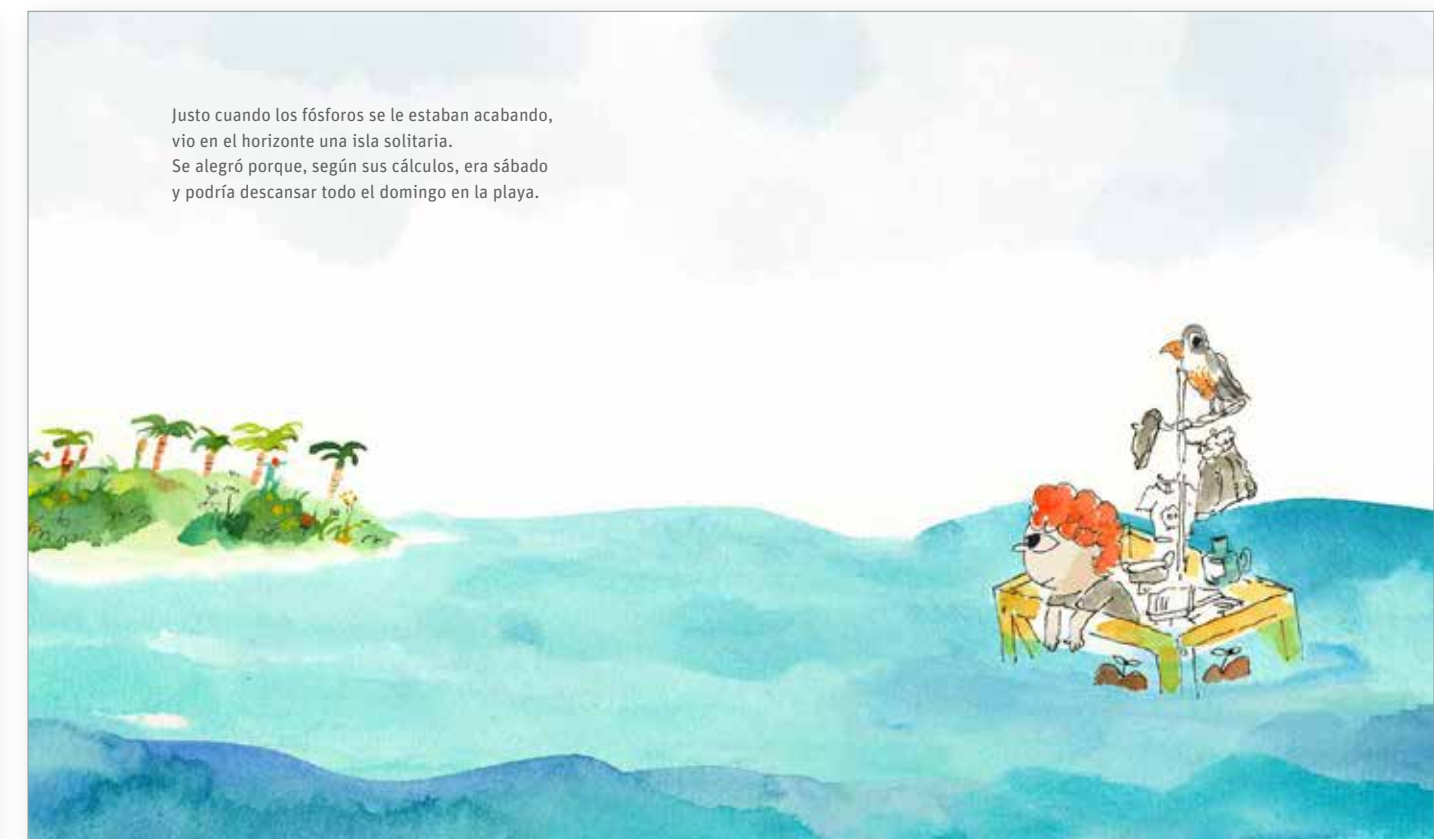 Justo cuando los fósforos se le estaban acabando,
vio en el horizonte una isla solitaria.
Se alegró porque, según sus cálculos, era sábado
y podría descansar todo el domingo en la playa.